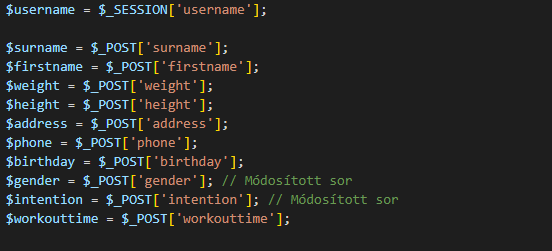 $username = $_SESSION['username'];
$surname = $_POST['surname'];
$firstname = $_POST['firstname'];
$weight = $_POST['weight'];
$height = $_POST['height'];
$address = $_POST['address'];
$phone = $_POST['phone'];
$birthday = $_POST['birthday'];
$gender = $_POST['gender']; // Módosított sor
$intention = $_POST['intention']; // Módosított sor
$workouttime = $_POST['workouttime'];